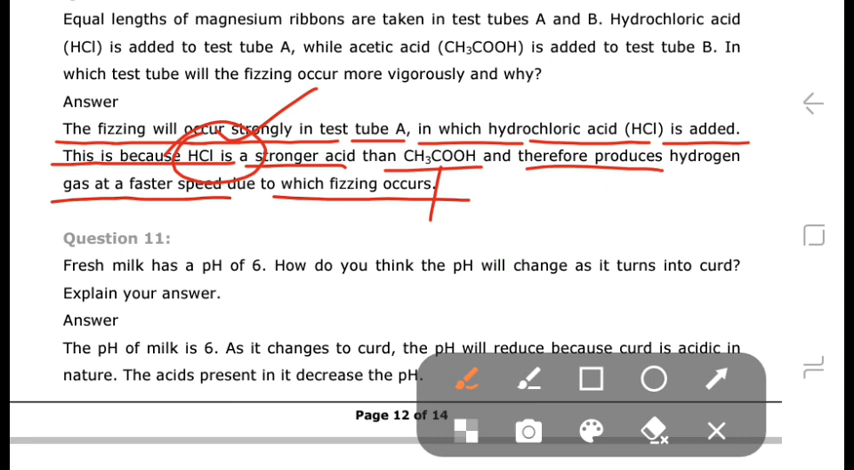 Equal lengths of magnesium ribbons are taken in test tubes A and B. Hydrochloric acid
(HCl) is added to test tube A, while acetic acid (CH₃COOH) is added to test tube B. In
which test tube will the fizzing occur more vigorously and why?
Answer
The fizzing will occur strongly in test tube A, in which hydrochloric acid (HCl) is added.
This is because HCl is a stronger acid than CH₃COOH and therefore produces hydrogen
gas at a faster speed due to which fizzing occurs.
Question 11:
Fresh milk has a pH of 6. How do you think the pH will change as it turns into curd?
Explain your answer.
Answer
The pH of milk is 6. As it changes to curd, the pH will reduce because curd is acidic in
nature. The acids present in it decrease the pH.
Page 12 of 14